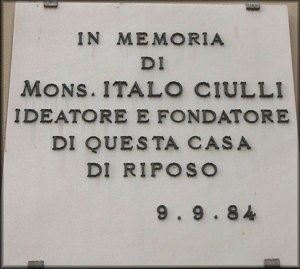 IN MEMORIA
DI
MONS. ITALO CIULLI
IDEATORE E FONDATORE
DI QUESTA CASA
DI RIPOSO
9.9.84